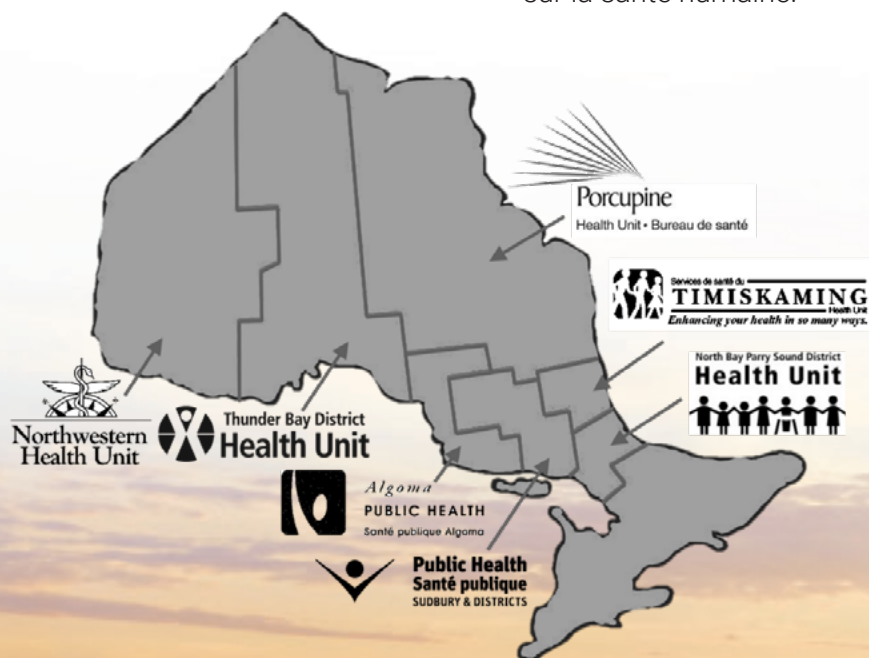 Porcupine
Health Unit • Bureau de santé
Services de santé du
TIMISKAMING
Health Unit
Enhancing your health in so many ways.
North Bay Parry Sound District
Health Unit
Northwestern
Health Unit
Thunder Bay District
Health Unit
Algoma
PUBLIC HEALTH
Santé publique Algoma
Public Health
Santé publique
SUDBURY & DISTRICTS